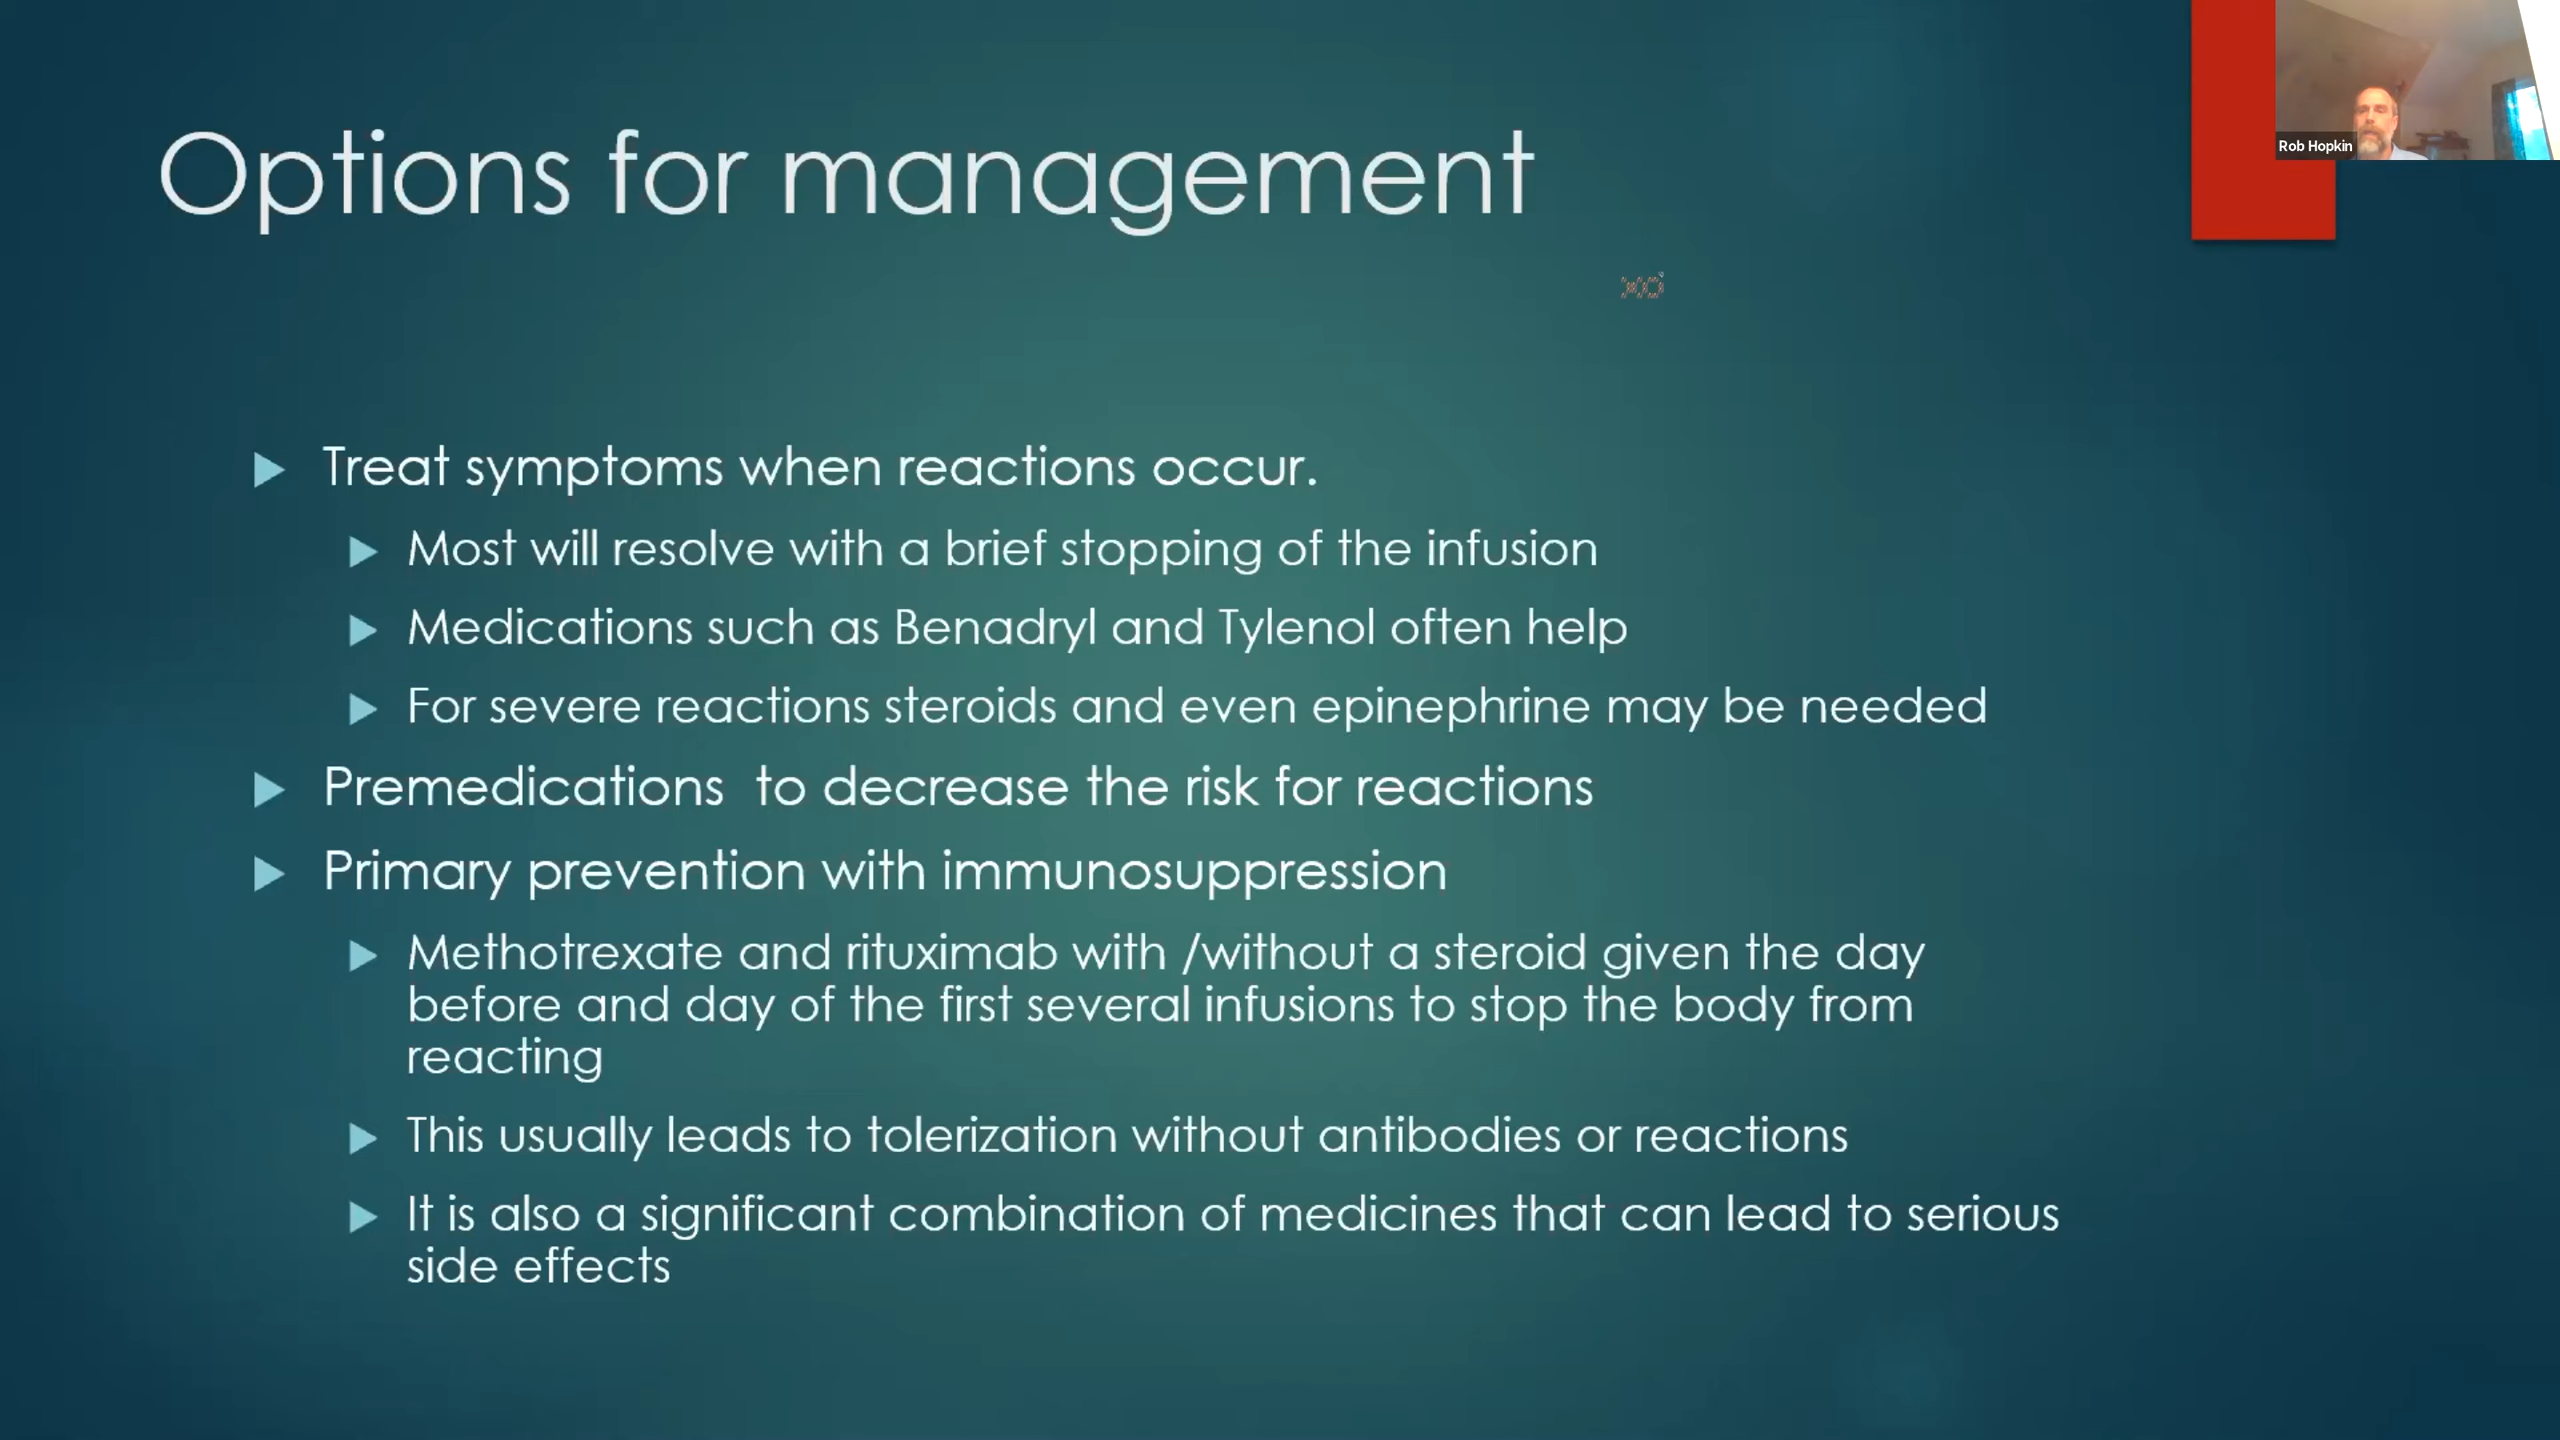 Options for management
Rob Hopkin
Treat symptoms when reactions occur.
Most will resolve with a brief stopping of the infusion
Medications such as Benadryl and Tylenol often help
For severe reactions steroids and even epinephrine may be needed
Premedications  to decrease the risk for reactions
Primary prevention with immunosuppression
Methotrexate and rituximab with /without a steroid given the day
before and day of the first several infusions to stop the body from
reacting
This usually leads to tolerization without antibodies or reactions
It is also a significant combination of medicines that can lead to serious
side effects